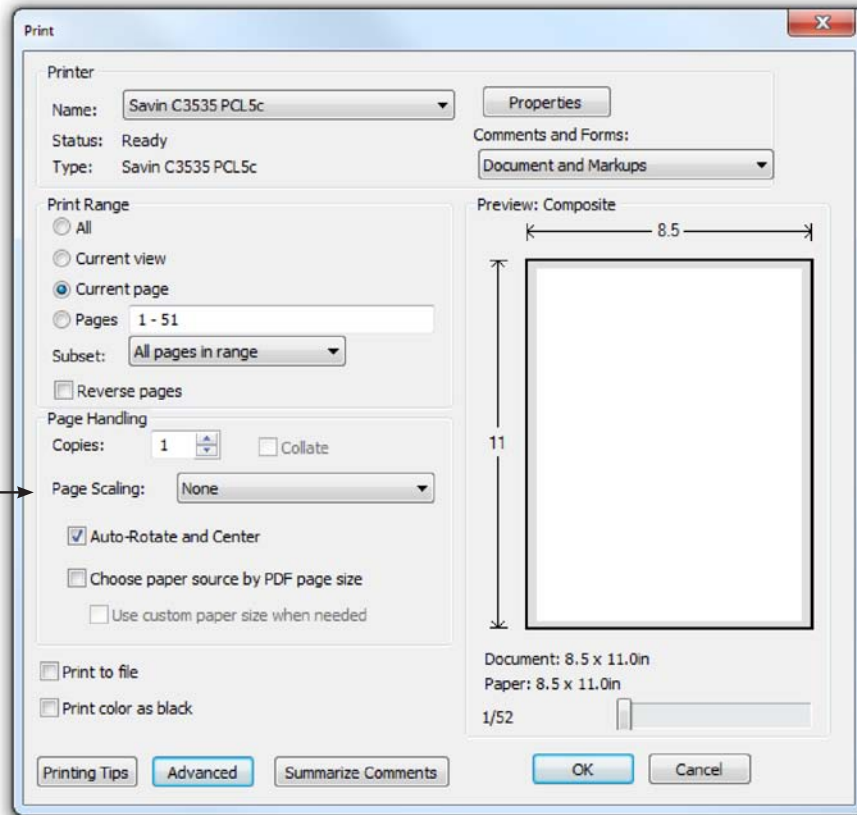 Print
Printer
Name: Savin C3535 PCL5c Properties
Status: Ready Comments and Forms:
Type: Savin C3535 PCL5c Document and Markups
Print Range
All
Current view
Current page
Pages 1 - 51
Subset: All pages in range
Reverse pages
Page Handling
Copies: 1 Collate
Page Scaling: None
Auto-Rotate and Center
Choose paper source by PDF page size
Use custom paper size when needed
Print to file
Print color as black
Preview: Composite
8.5
11
Document: 8.5 x 11.0in
Paper: 8.5 x 11.0in
1/52
Printing Tips Advanced Summarize Comments OK Cancel